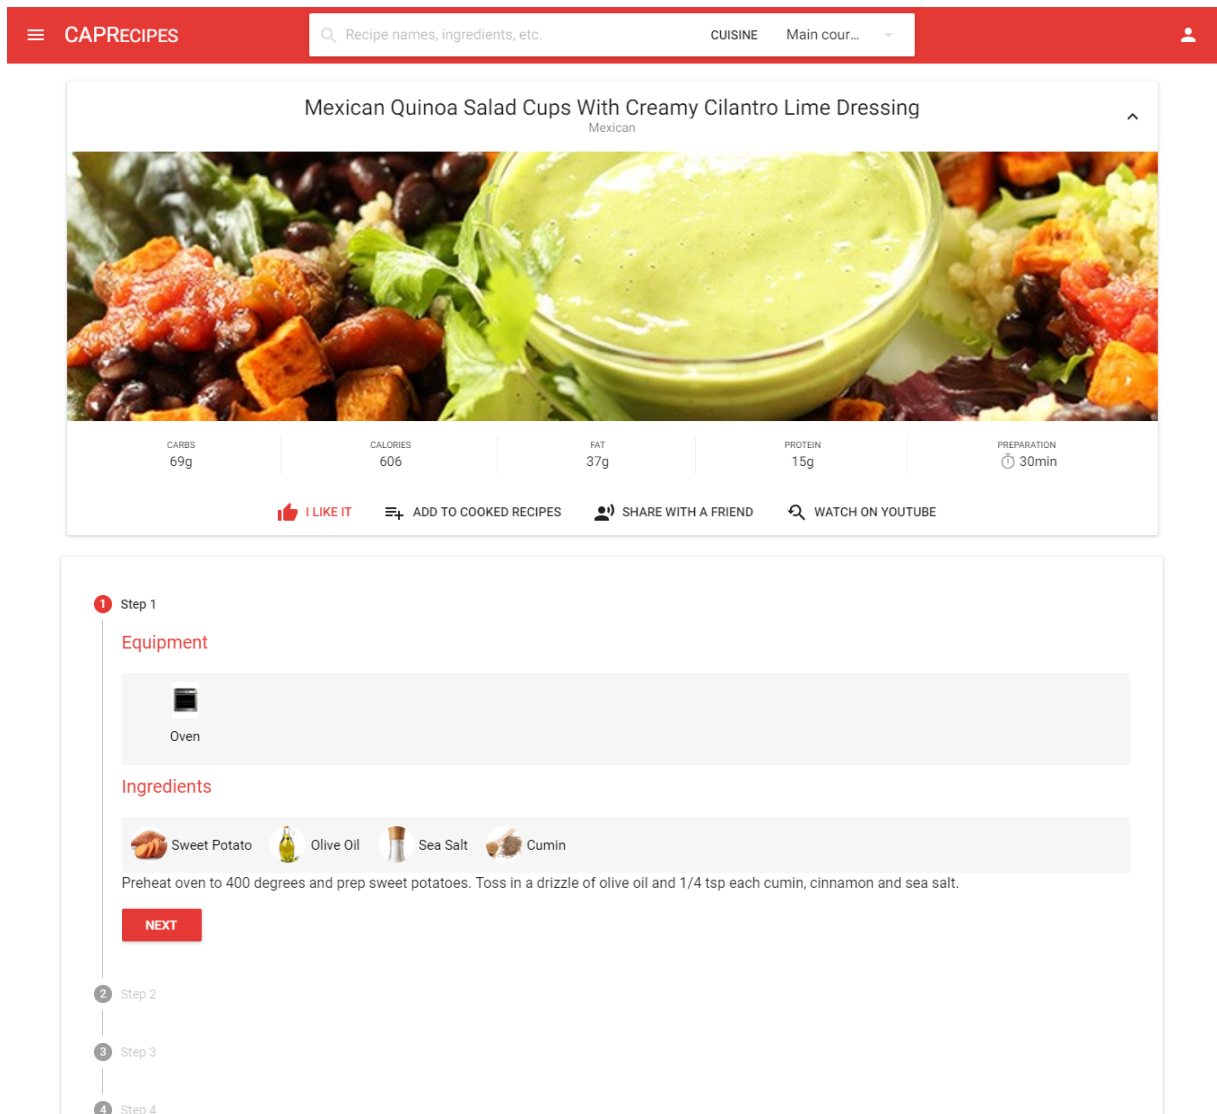 CAPRECIPES
Recipe names, ingredients, etc.
CUISINE
Main cour...
Mexican Quinoa Salad Cups With Creamy Cilantro Lime Dressing
Mexican
CARBS
69g
CALORIES
606
FAT
37g
PROTEIN
15g
PREPARATION
30min
I LIKE IT
ADD TO COOKED RECIPES
SHARE WITH A FRIEND
WATCH ON YOUTUBE
1 Step 1
Equipment
Oven
Ingredients
Sweet Potato
Olive Oil
Sea Salt
Cumin
Preheat oven to 400 degrees and prep sweet potatoes. Toss in a drizzle of olive oil and 1/4 tsp each cumin, cinnamon and sea salt.
NEXT
2 Step 2
3 Step 3
4 Step 4